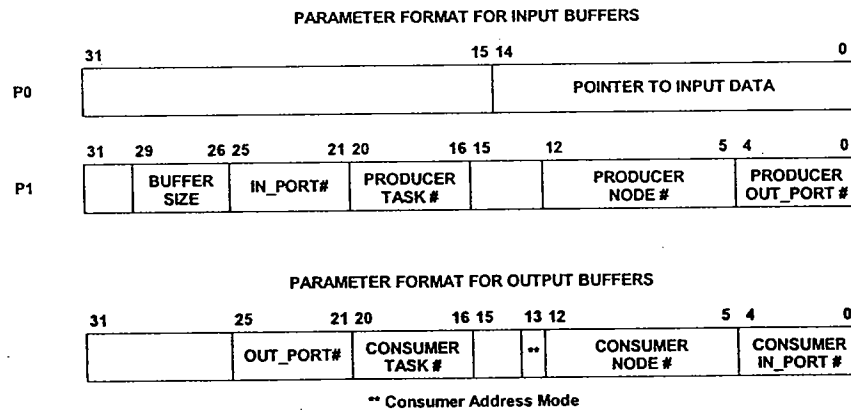 PARAMETER FORMAT FOR INPUT BUFFERS
31 15 14 0
P0 POINTER TO INPUT DATA
31 29 26 25 21 20 16 15 12 5 4 0
P1 BUFFER SIZE IN_PORT# PRODUCER TASK # PRODUCER NODE # PRODUCER OUT_PORT #
PARAMETER FORMAT FOR OUTPUT BUFFERS
31 25 21 20 16 15 13 12 5 4 0
OUT_PORT# CONSUMER TASK # ** CONSUMER NODE # CONSUMER IN_PORT #
** Consumer Address Mode